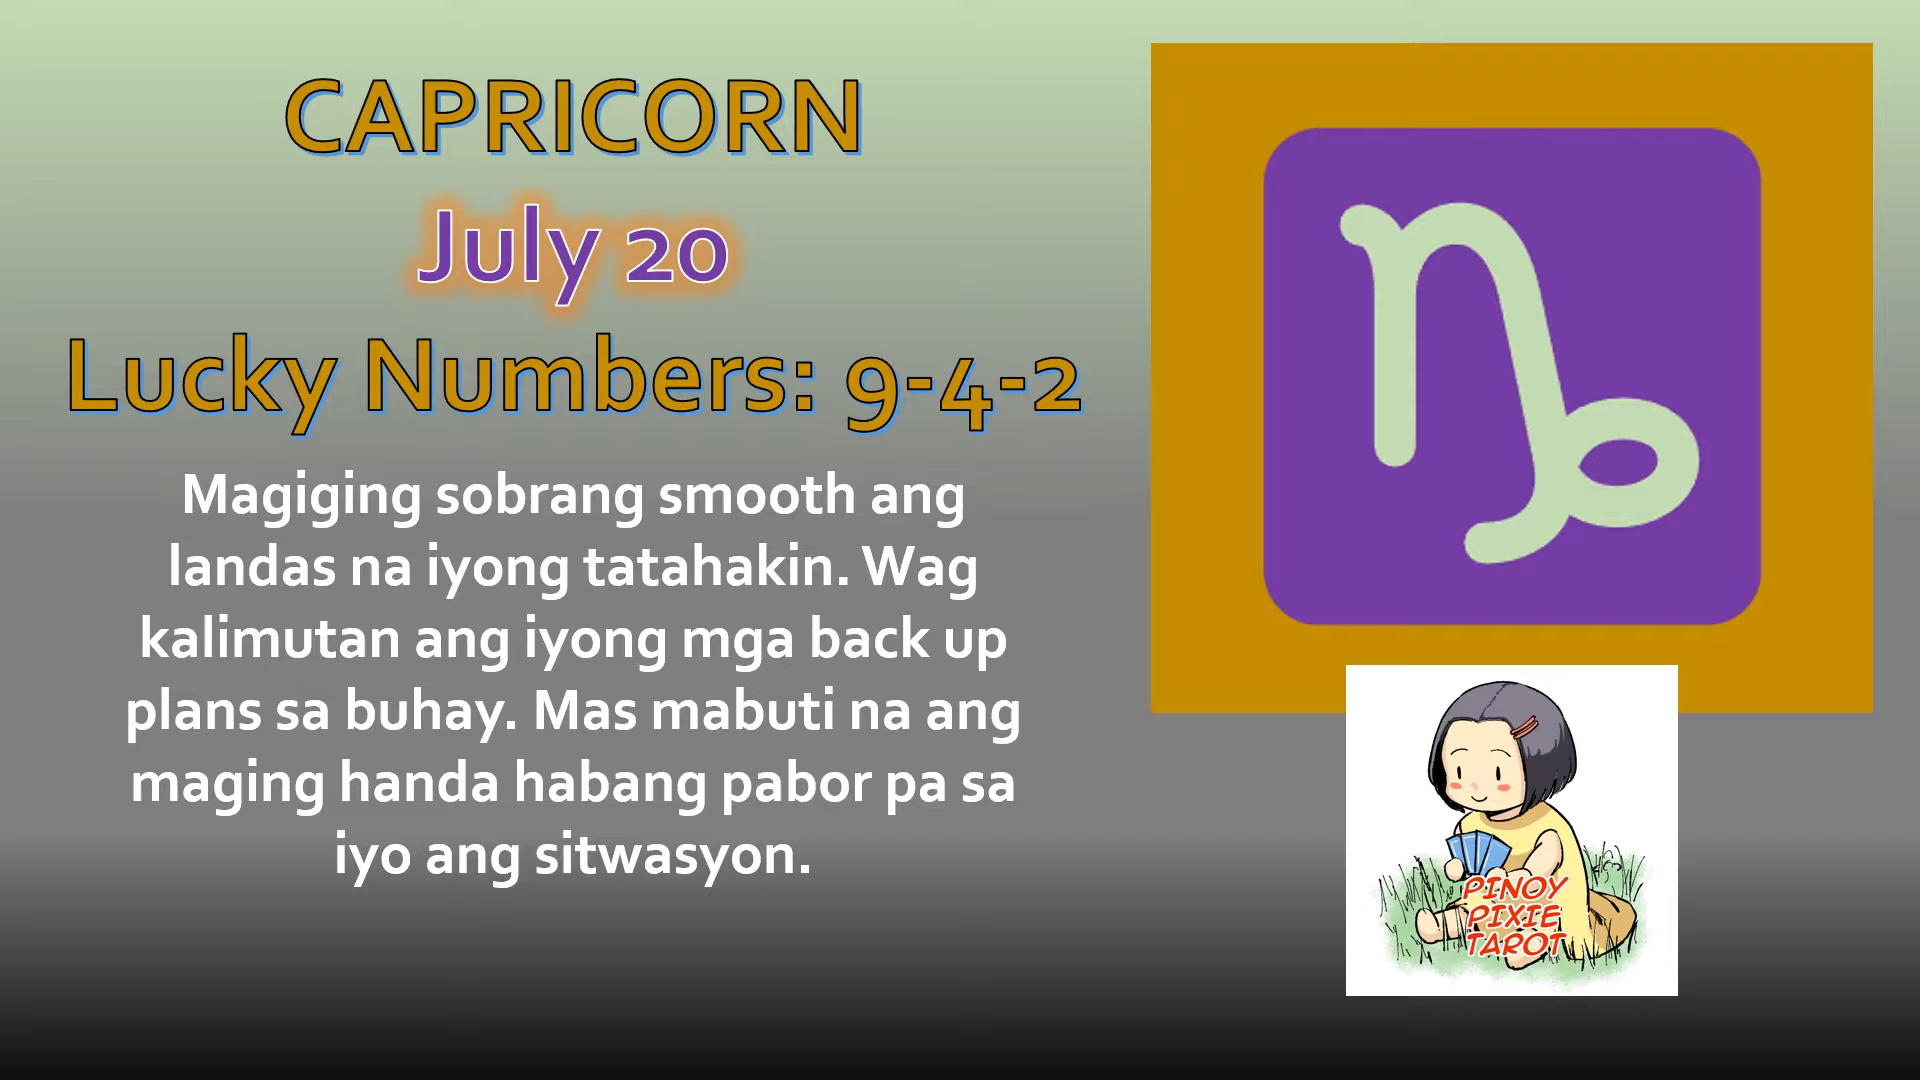 CAPRICORN
July 20
Lucky Numbers: 9-4-2
Magiging sobrang smooth ang
landas na iyong tatahakin. Wag
kalimutan ang iyong mga back up
plans sa buhay. Mas mabuti na ang
maging handa habang pabor pa sa
iyo ang sitwasyon.
PINOY
PIXIE
TAROT